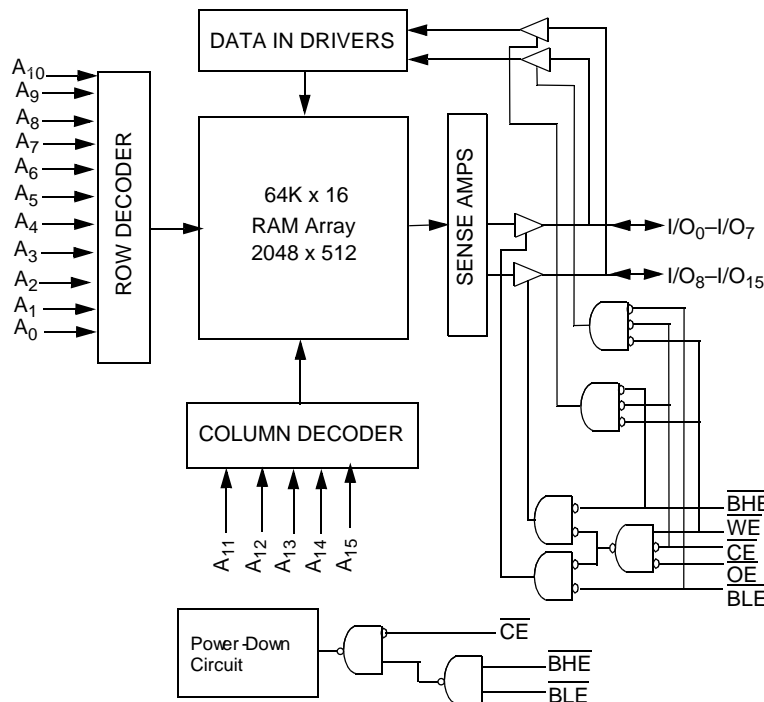 DATA IN DRIVERS
A10
A9
A8
A7
A6
A5
A4
A3
A2
A1
A0
ROW DECODER
64K x 16
RAM Array
2048 x 512
SENSE AMPS
I/O0–I/O7
I/O8–I/O15
COLUMN DECODER
A11
A12
A13
A14
A15
BHE
WE
CE
OE
BLE
Power-Down
Circuit
CE
BHE
BLE